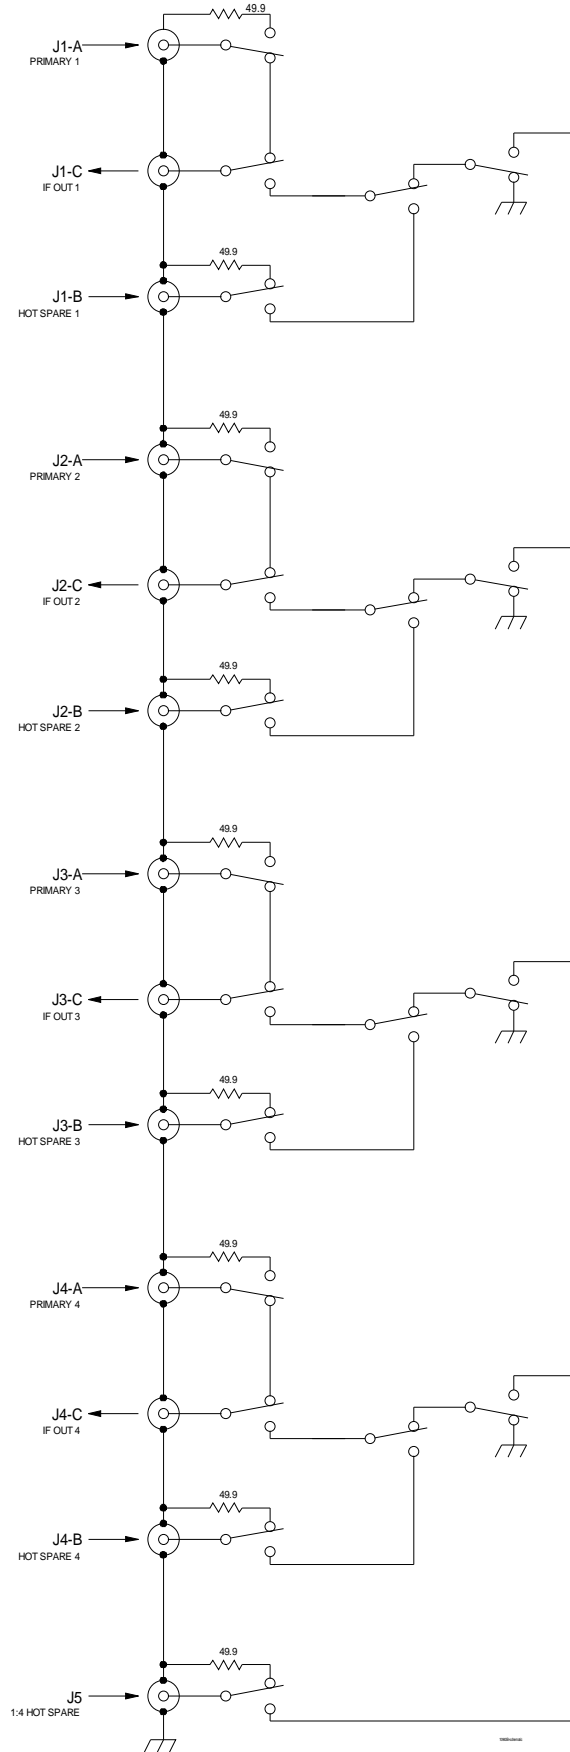 49.9
J1-A
PRIMARY 1
J1-C
IF OUT 1
49.9
J1-B
HOT SPARE 1
49.9
J2-A
PRIMARY 2
J2-C
IF OUT 2
49.9
J2-B
HOT SPARE 2
49.9
J3-A
PRIMARY 3
J3-C
IF OUT 3
49.9
J3-B
HOT SPARE 3
49.9
J4-A
PRIMARY 4
J4-C
IF OUT 4
49.9
J4-B
HOT SPARE 4
49.9
J5
1:4 HOT SPARE